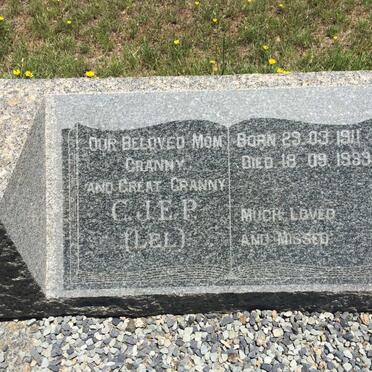 OUR BELOVED MOM
GRANNY
AND GREAT GRANNY
C.J.E.P.
(LEL)
BORN 29.03.1911
DIED 18.09.1993
MUCH LOVED
AND MISSED